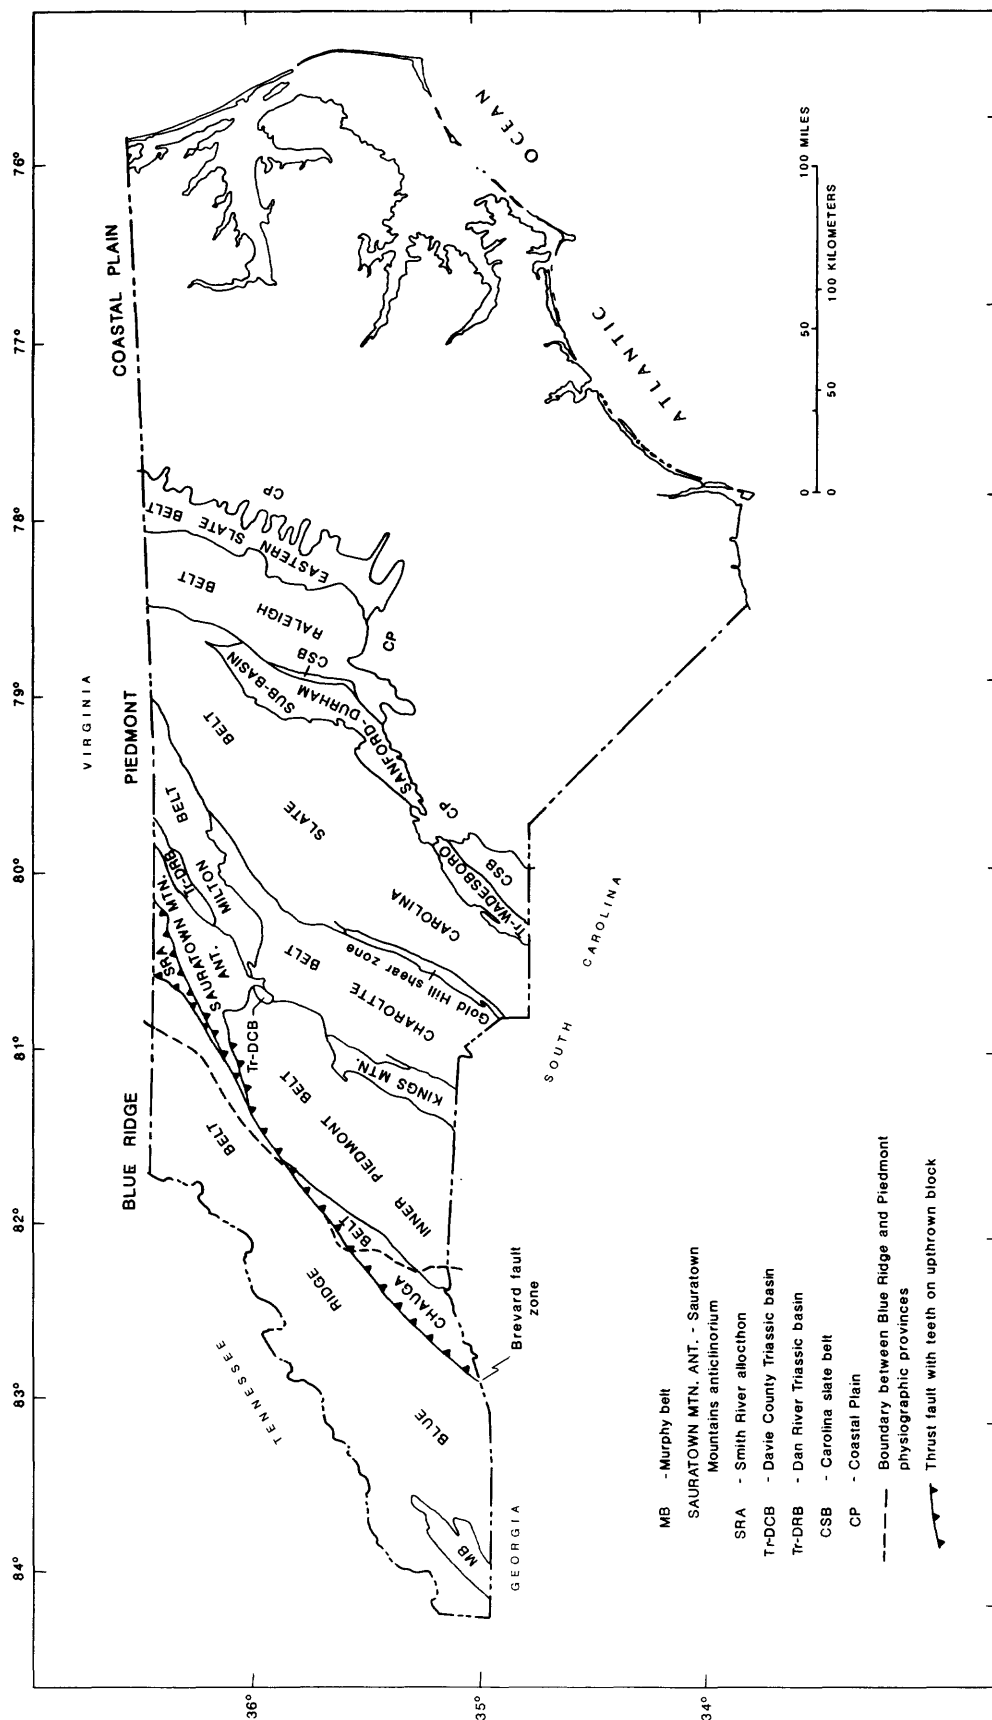 84°
83°
82°
81°
80°
79°
78°
77°
76°
36°
35°
34°
BLUE RIDGE
PIEDMONT
COASTAL PLAIN
VIRGINIA
TENNESSEE
GEORGIA
SOUTH CAROLINA
ATLANTIC OCEAN
MB
BLUE RIDGE BELT
CHAUGA BELT
Brevard fault
zone
INNER PIEDMONT BELT
KINGS MTN.
Tr-DCB
SRA
SAURATOWN MTN.
ANT.
Tr-DRB
MILTON BELT
CHAROLTTE BELT
Gold Hill shear zone
CAROLINA SLATE BELT
Tr-WADESBORO
CSB
CP
SANFORD-DURHAM
SUB-BASIN
CSB
CP
RALEIGH BELT
EASTERN SLATE BELT
CP
MB - Murphy belt
SAURATOWN MTN. ANT. - Sauratown
Mountains anticlinorium
SRA - Smith River allocthon
Tr-DCB - Davie County Triassic basin
Tr-DRB - Dan River Triassic basin
CSB - Carolina slate belt
CP - Coastal Plain
Boundary between Blue Ridge and Piedmont
physiographic provinces
Thrust fault with teeth on upthrown block
0 50 100 MILES
0 50 100 KILOMETERS